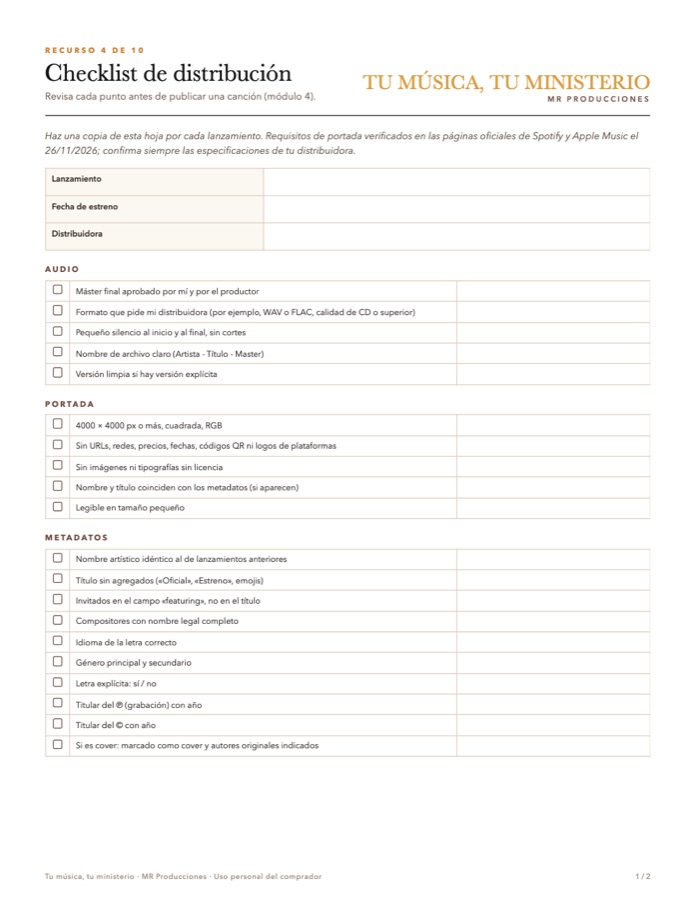 RECURSO 4 DE 10
Checklist de distribución
Revisa cada punto antes de publicar una canción (módulo 4).
TU MÚSICA, TU MINISTERIO
MR PRODUCCIONES
Haz una copia de esta hoja por cada lanzamiento. Requisitos de portada verificados en las páginas oficiales de Spotify y Apple Music el
26/11/2026; confirma siempre las especificaciones de tu distribuidora.
Lanzamiento
Fecha de estreno
Distribuidora
AUDIO
Máster final aprobado por mí y por el productor
Formato que pide mi distribuidora (por ejemplo, WAV o FLAC, calidad de CD o superior)
Pequeño silencio al inicio y al final, sin cortes
Nombre de archivo claro (Artista - Título - Master)
Versión limpia si hay versión explícita
PORTADA
4000 × 4000 px o más, cuadrada, RGB
Sin URLs, redes, precios, fechas, códigos QR ni logos de plataformas
Sin imágenes ni tipografías sin licencia
Nombre y título coinciden con los metadatos (si aparecen)
Legible en tamaño pequeño
METADATOS
Nombre artístico idéntico al de lanzamientos anteriores
Título sin agregados («Oficial», «Estreno», emojis)
Invitados en el campo «featuring», no en el título
Compositores con nombre legal completo
Idioma de la letra correcto
Género principal y secundario
Letra explícita: sí / no
Titular del ℗ (grabación) con año
Titular del © con año
Si es cover: marcado como cover y autores originales indicados
Tu música, tu ministerio · MR Producciones · Uso personal del comprador
1 / 2